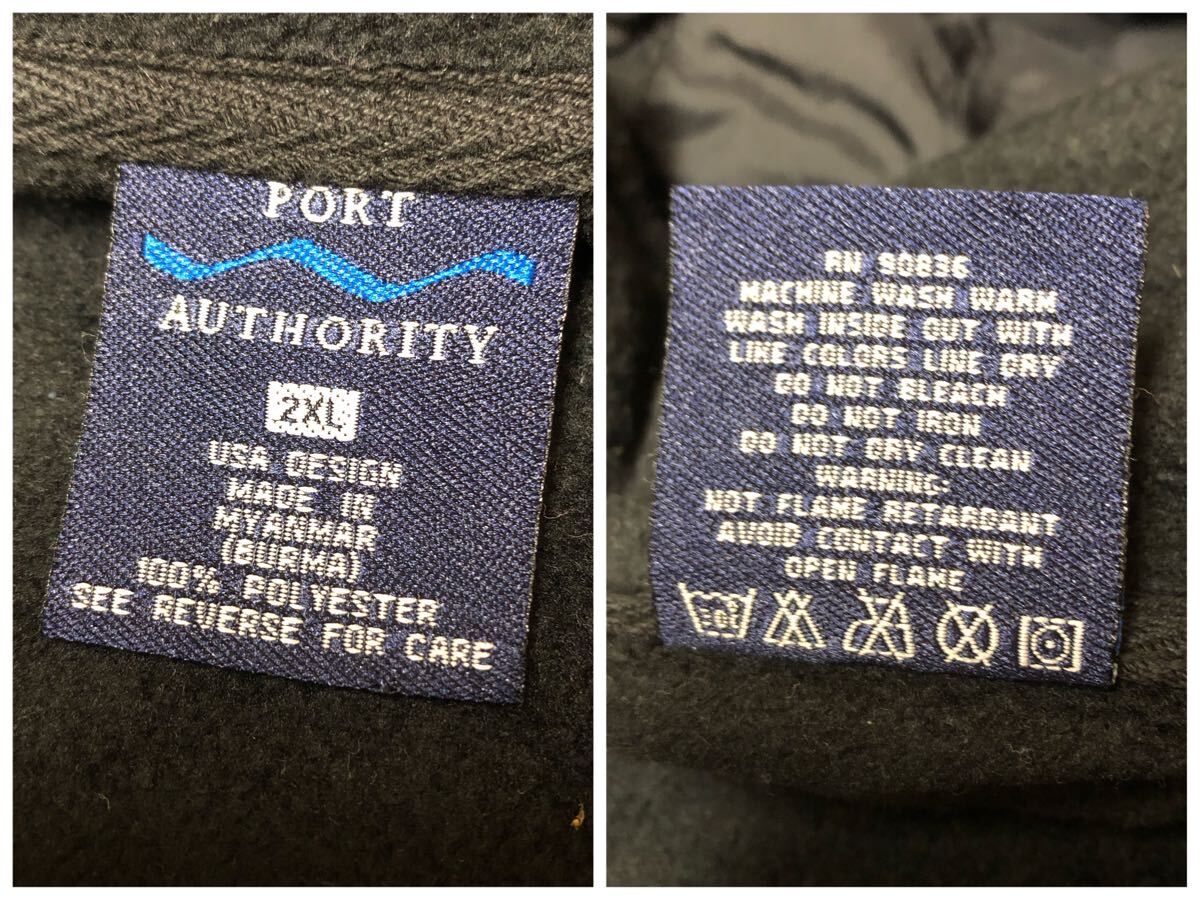 PORT
AUTHORITY
2XL
USA DESIGN
MADE IN
MYANMAR
(BURMA)
100% POLYESTER
SEE REVERSE FOR CARE
RN 90836
MACHINE WASH WARM
WASH INSIDE OUT WITH
LIKE COLORS LINE DRY
DO NOT BLEACH
DO NOT IRON
DO NOT DRY CLEAN
WARNING:
NOT FLAME RETARDANT
AVOID CONTACT WITH
OPEN FLAME